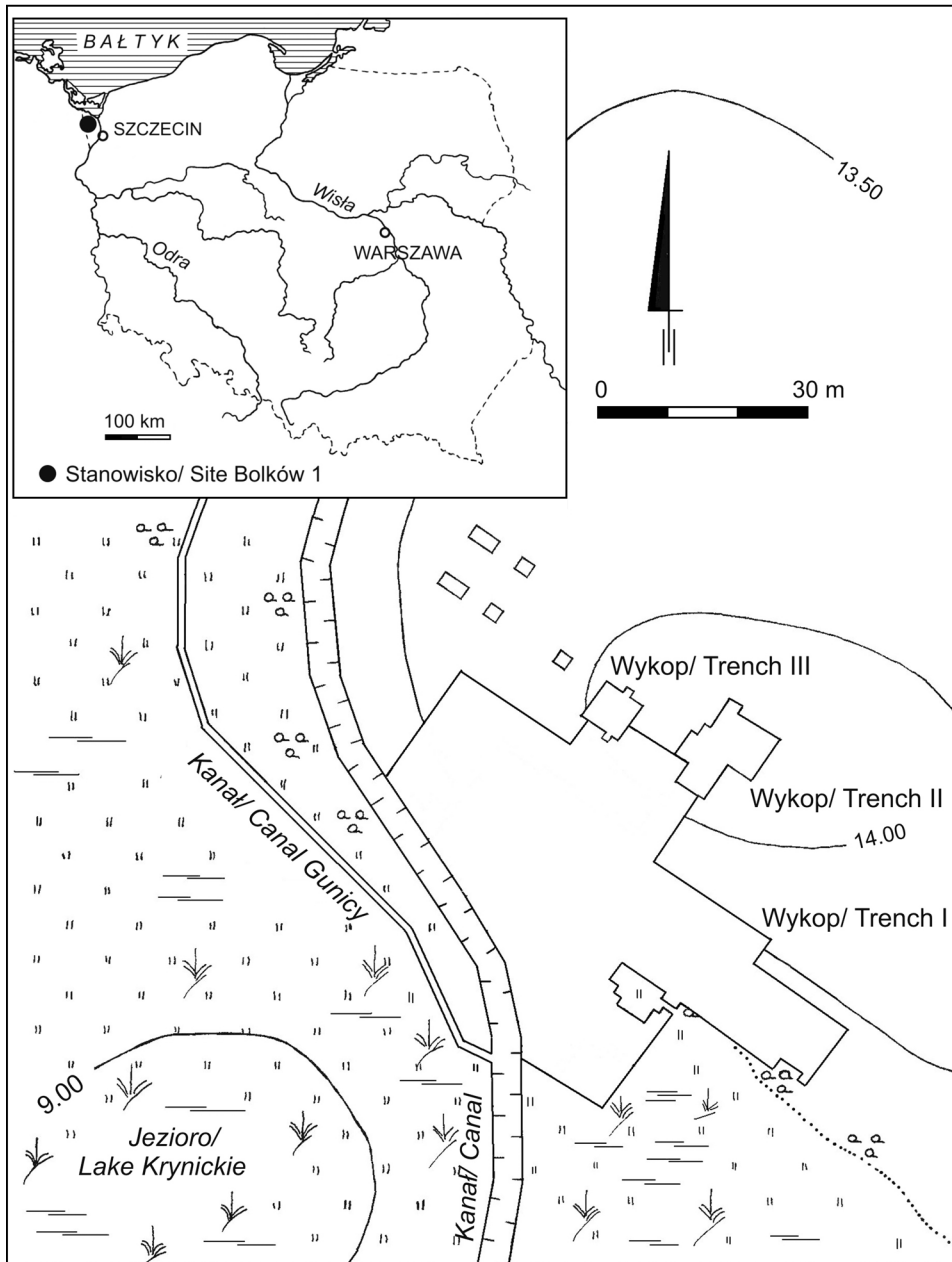 BAŁTYK
SZCZECIN
Wisła
WARSZAWA
Odra
100 km
Stanowisko/ Site Bolków 1
13.50
0 30 m
Wykop/ Trench III
Wykop/ Trench II
14.00
Wykop/ Trench I
Kanał/ Canal Gunicy
9.00
Jezioro/
Lake Krynickie
Kanał/ Canal